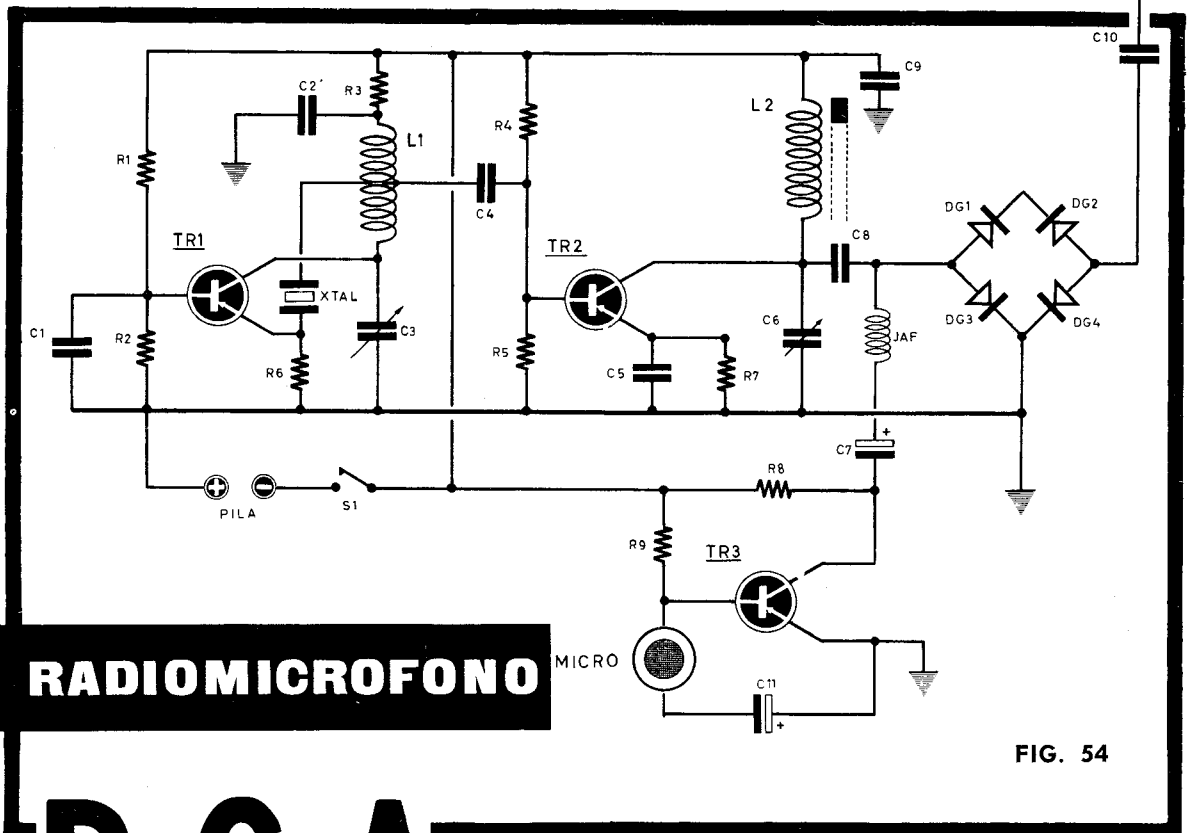 C10
C2'
R3
C9
L1
R4
L2
R1
C4
DG1
DG2
TR1
TR2
C8
XTAL
C3
C6
JAF
DG3
DG4
C1
R2
R6
R5
C5
R7
C7
+
R8
PILA
S1
R9
TR3
RADIOMICROFONO
MICRO
C11
+
FIG. 54